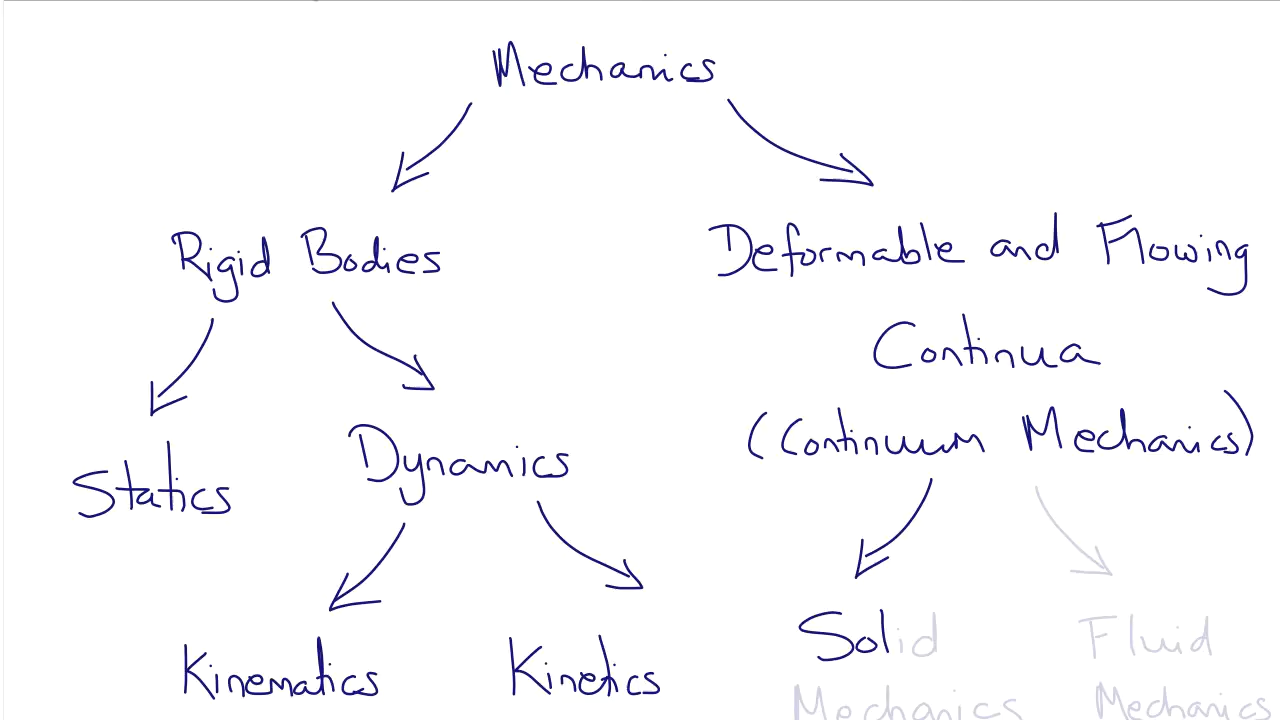 Mechanics
Rigid Bodies
Deformable and Flowing
Continua
(Continuum Mechanics)
Statics
Dynamics
Kinematics
Kinetics
Solid
Mechanics
Fluid
Mechanics